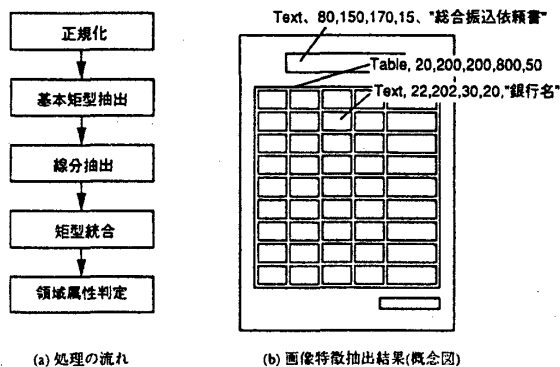 正規化
基本矩型抽出
線分抽出
矩型統合
領域属性判定
(a) 処理の流れ
Text、80,150,170,15、"総合振込依頼書"
Table, 20,200,200,800,50
Text, 22,202,30,20,"銀行名"
(b) 画像特徴抽出結果(概念図)